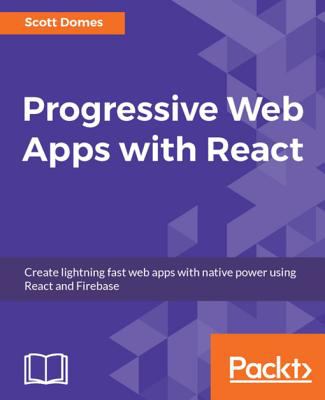 Scott Domes
Progressive Web
Apps with React
Create lightning fast web apps with native power using
React and Firebase
Packt>